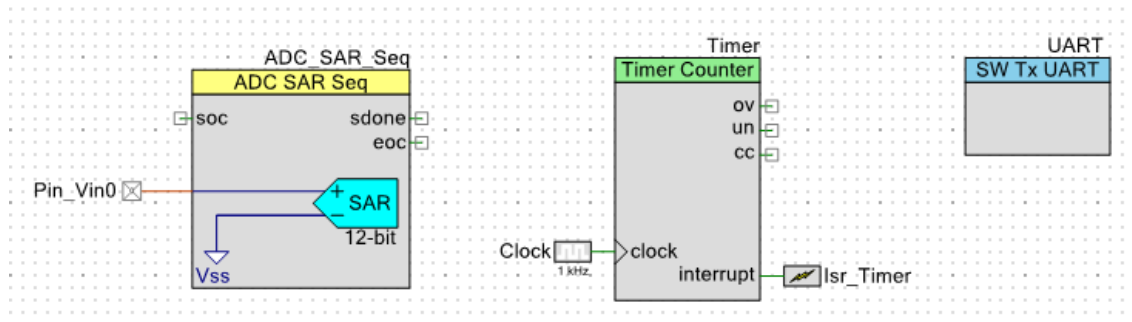 ADC_SAR_Seq
ADC SAR Seq
soc
sdone
eoc
Pin_Vin0
+
SAR
−
12-bit
Vss
Timer
Timer Counter
ov
un
cc
Clock
1 kHz
clock
interrupt
Isr_Timer
UART
SW Tx UART